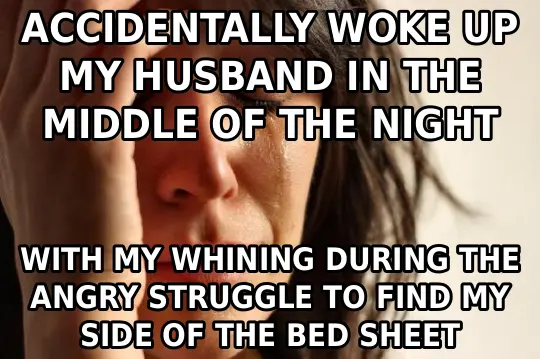 ACCIDENTALLY WOKE UP
MY HUSBAND IN THE
MIDDLE OF THE NIGHT
WITH MY WHINING DURING THE
ANGRY STRUGGLE TO FIND MY
SIDE OF THE BED SHEET